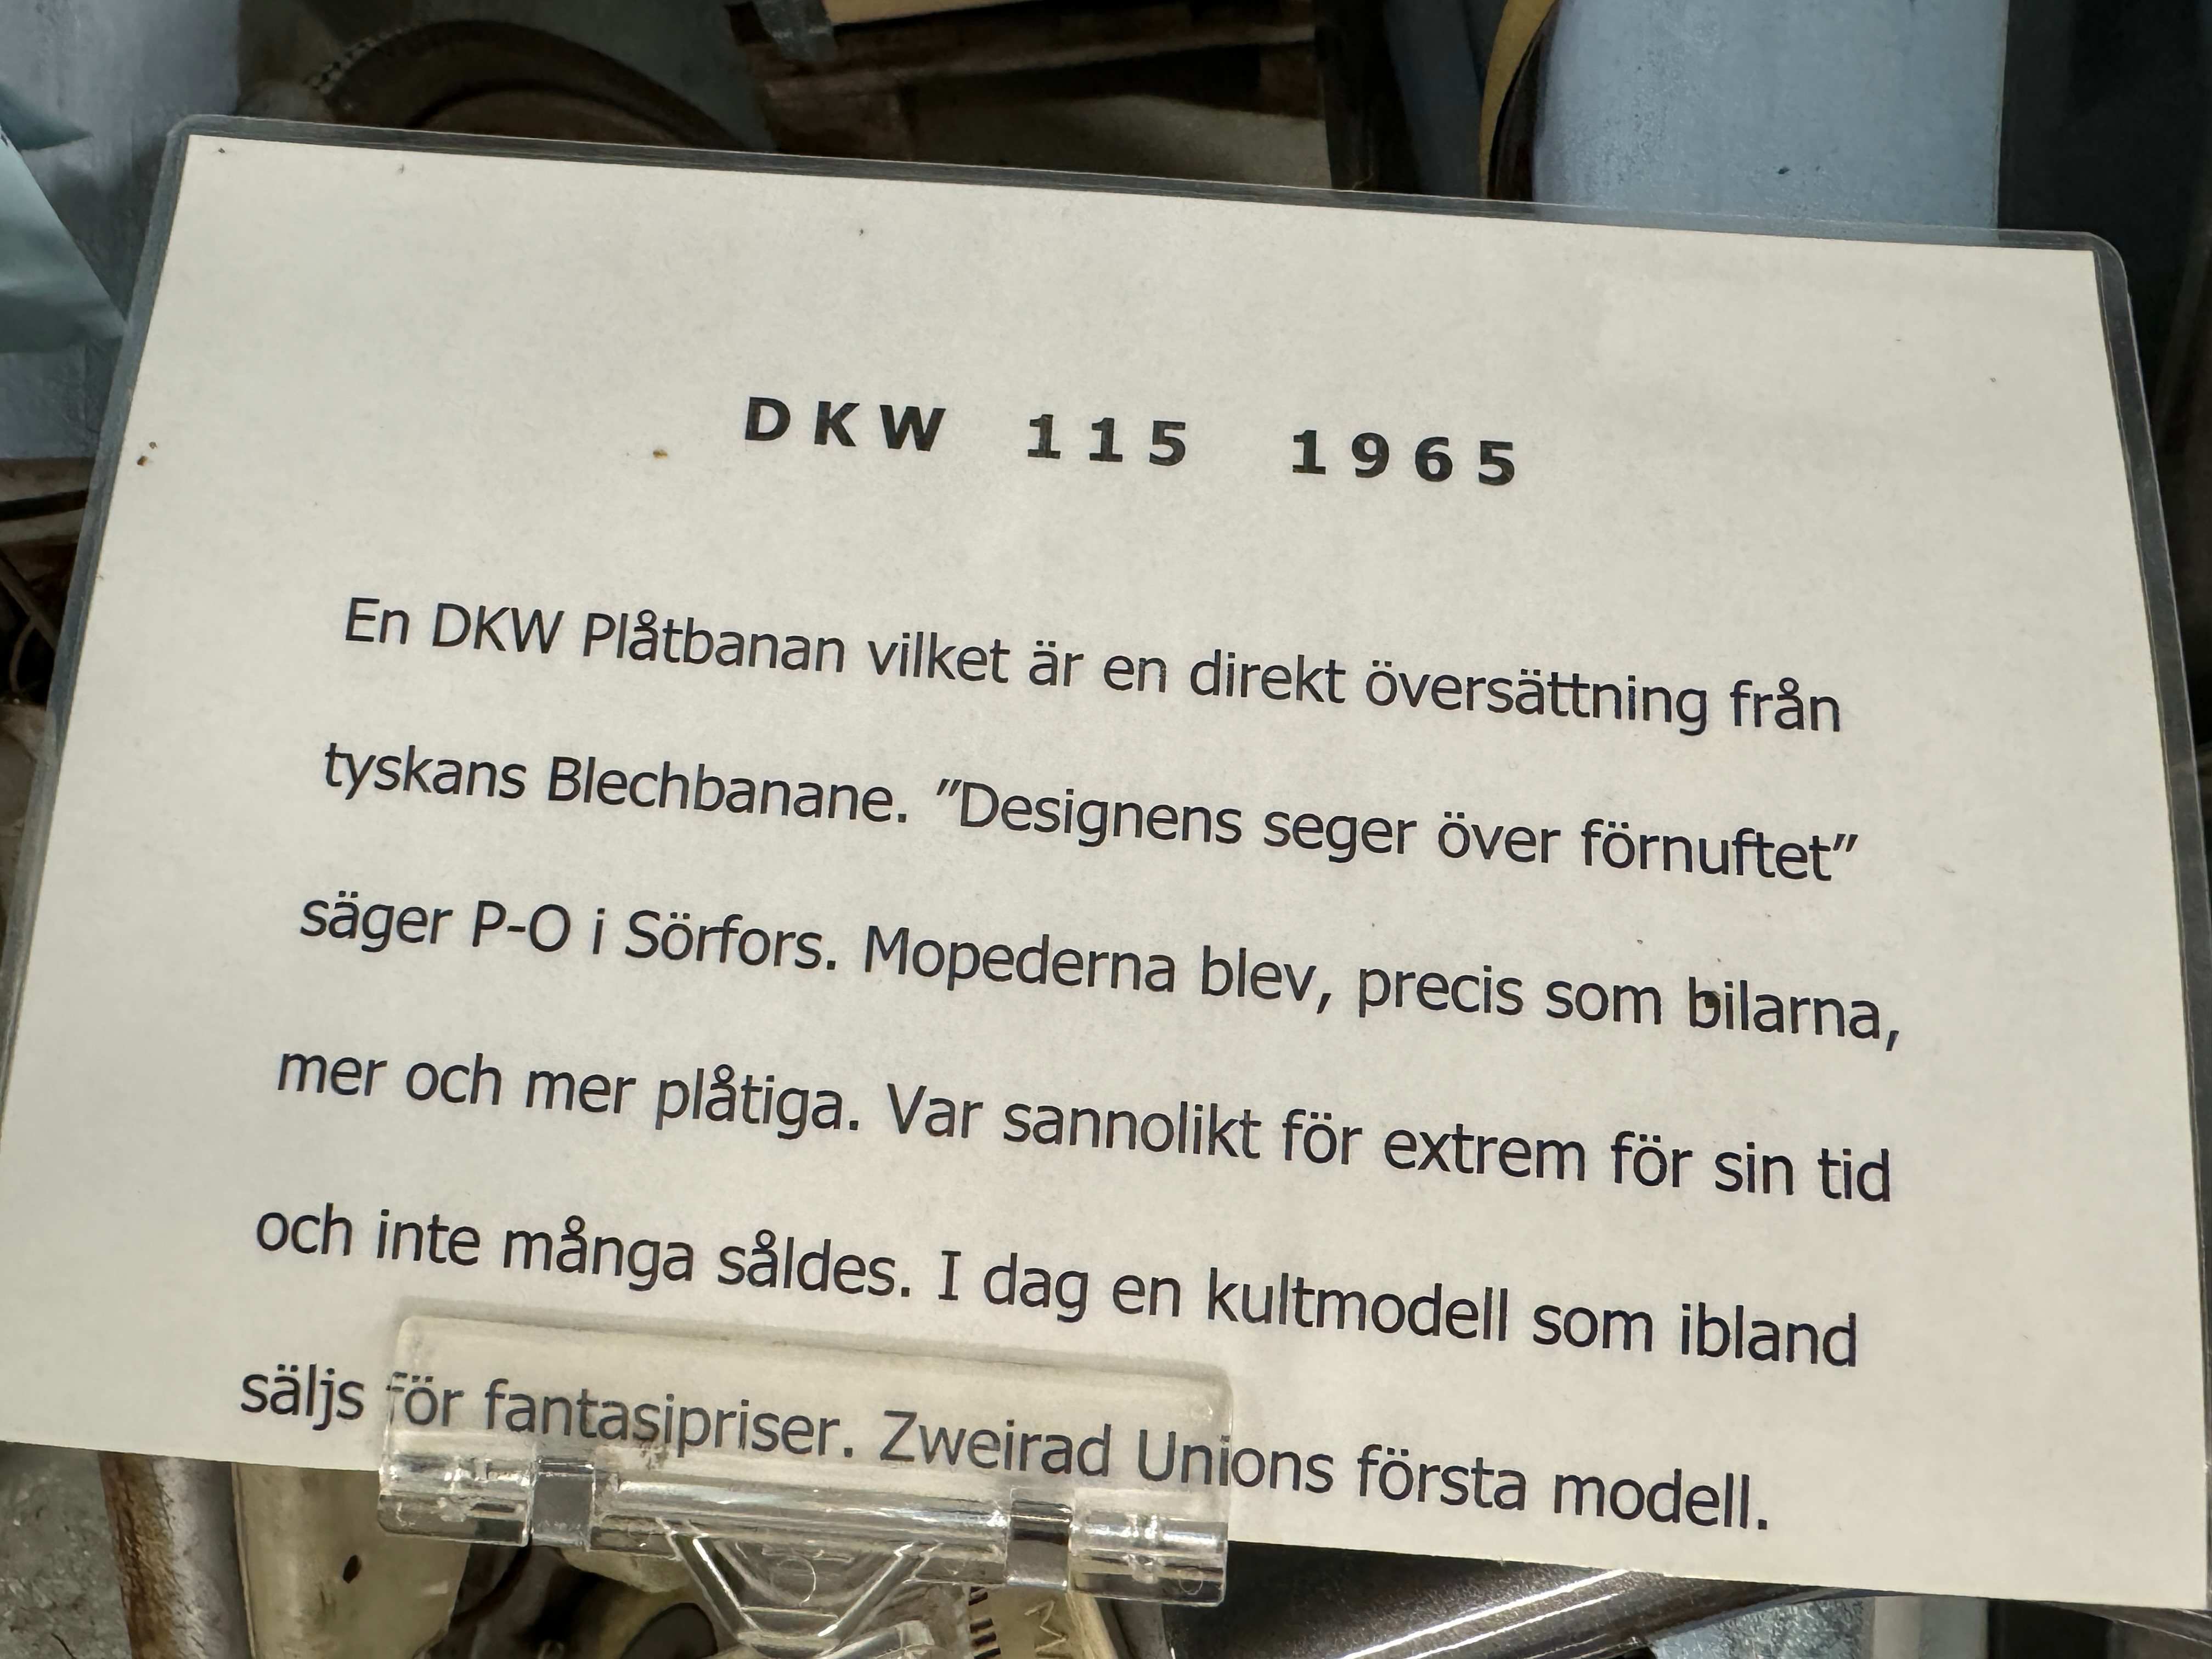 DKW 115 1965
En DKW Plåtbanan vilket är en direkt översättning från
tyskans Blechbanane. ”Designens seger över förnuftet”
säger P-O i Sörfors. Mopederna blev, precis som bilarna,
mer och mer plåtiga. Var sannolikt för extrem för sin tid
och inte många såldes. I dag en kultmodell som ibland
säljs för fantasipriser. Zweirad Unions första modell.